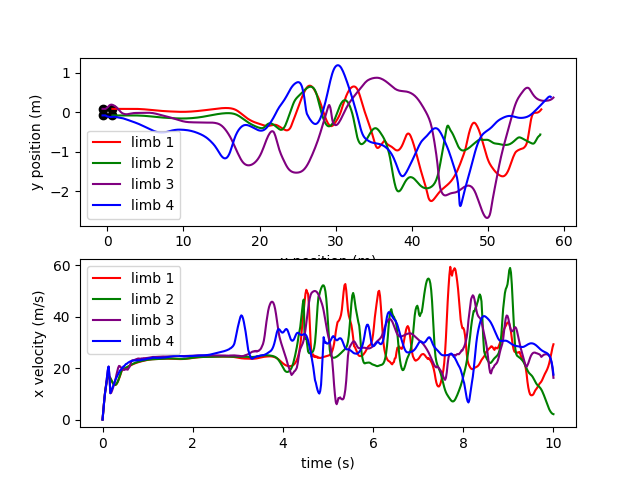 1
0
−1
−2
y position (m)
limb 1
limb 2
limb 3
limb 4
0
10
20
30
40
50
60
x position (m)
60
40
20
0
x velocity (m/s)
limb 1
limb 2
limb 3
limb 4
0
2
4
6
8
10
time (s)